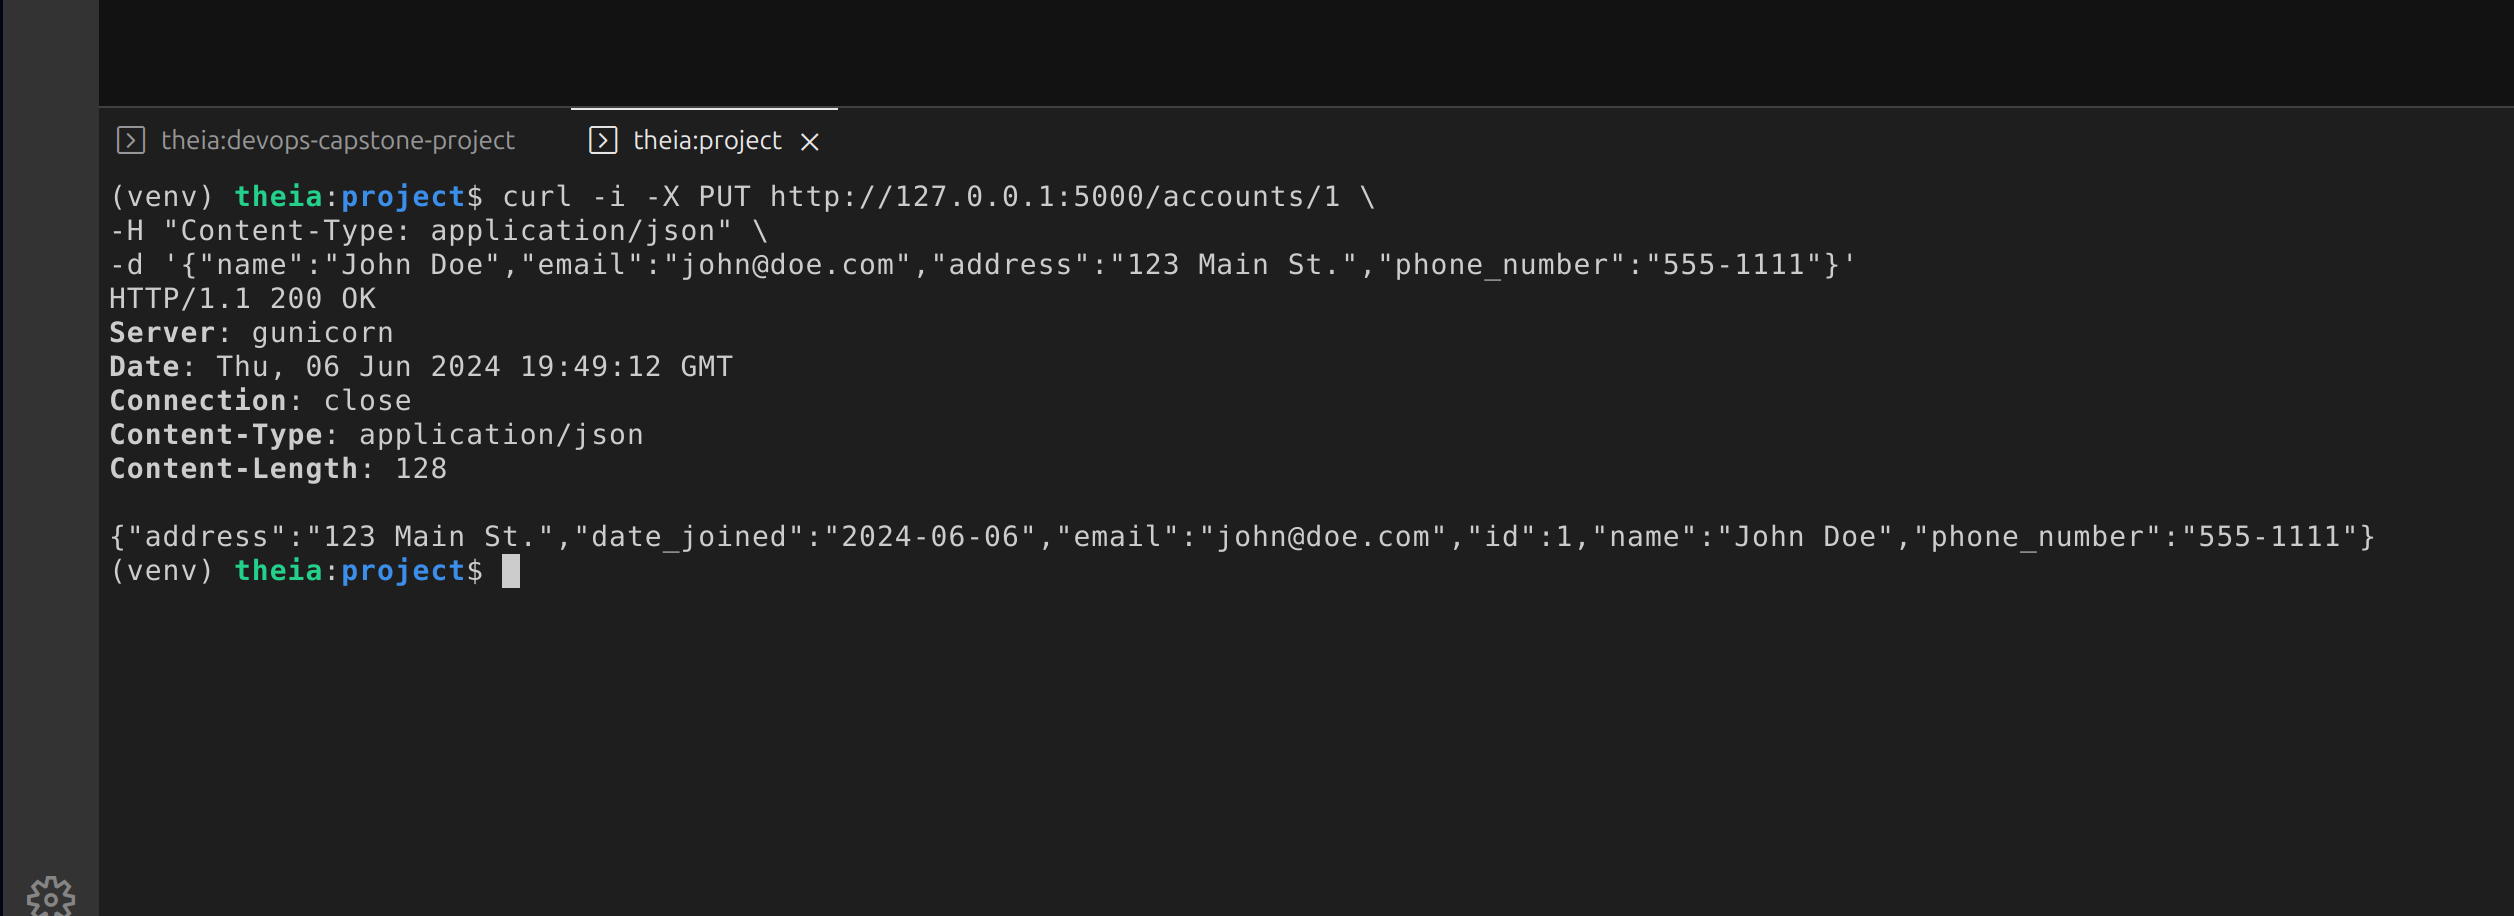 theia:devops-capstone-project theia:project
(venv) theia:project$ curl -i -X PUT http://127.0.0.1:5000/accounts/1 \
-H "Content-Type: application/json" \
-d '{"name":"John Doe","email":"john@doe.com","address":"123 Main St.","phone_number":"555-1111"}'
HTTP/1.1 200 OK
Server: gunicorn
Date: Thu, 06 Jun 2024 19:49:12 GMT
Connection: close
Content-Type: application/json
Content-Length: 128
{"address":"123 Main St.","date_joined":"2024-06-06","email":"john@doe.com","id":1,"name":"John Doe","phone_number":"555-1111"}
(venv) theia:project$